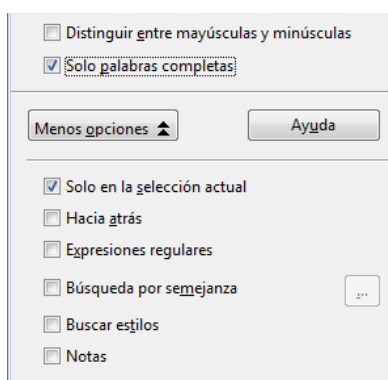 Distinguir entre mayúsculas y minúsculas
Solo palabras completas
Menos opciones Ayuda
Solo en la selección actual
Hacia atrás
Expresiones regulares
Búsqueda por semejanza ...
Buscar estilos
Notas